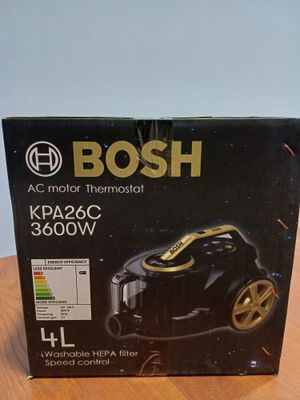 BOSH
AC motor Thermostat
KPA26C
3600W
ENERGY EFFICIENCY
LESS EFFICIENT
MORE EFFICIENT
BOSH
4L
Washable HEPA filter
Speed control